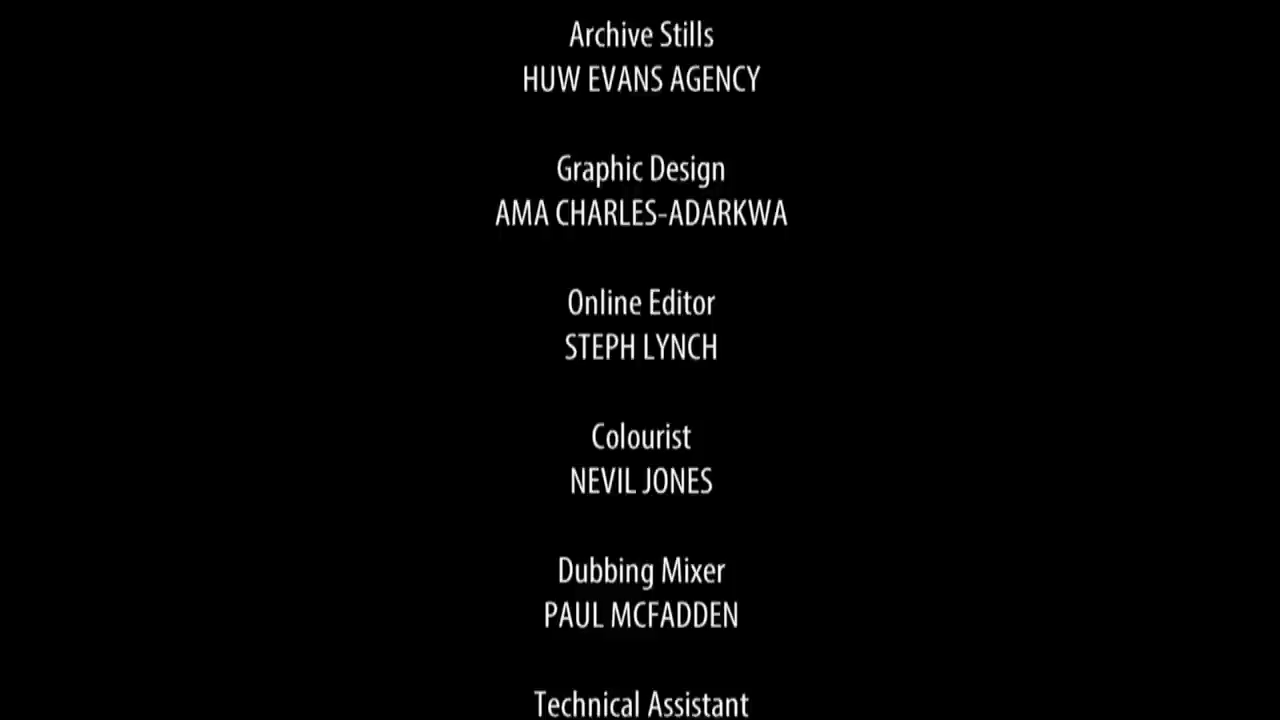 Archive Stills
HUW EVANS AGENCY
Graphic Design
AMA CHARLES-ADARKWA
Online Editor
STEPH LYNCH
Colourist
NEVIL JONES
Dubbing Mixer
PAUL MCFADDEN
Technical Assistant